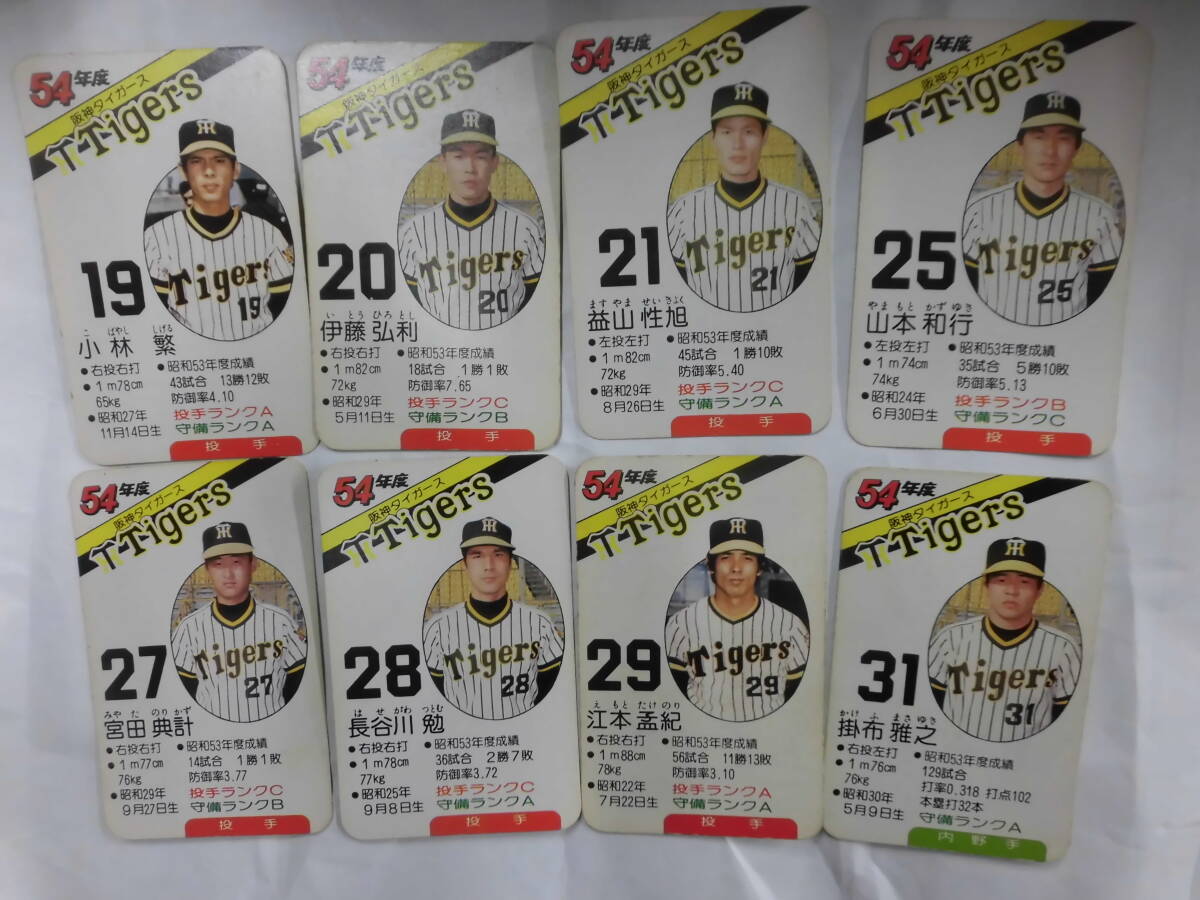 54年度
阪神タイガース
Tigers
19
Tigers
19
こ ばやし しげる
小林 繁
●右投右打
●1m78cm
65kg
●昭和27年
11月14日生
●昭和53年度成績
43試合 13勝12敗
防御率4.10
投手ランクA
守備ランクA
投手
54年度
阪神タイガース
Tigers
20
Tigers
20
い とう ひろ とし
伊藤 弘利
●右投右打
●1m82cm
72kg
●昭和29年
5月11日生
●昭和53年度成績
18試合 1勝1敗
防御率7.65
投手ランクC
守備ランクB
投手
54年度
阪神タイガース
Tigers
21
Tigers
21
ます やま せい きよく
益山 性旭
●左投左打
●1m82cm
72kg
●昭和29年
8月26日生
●昭和53年度成績
45試合 1勝10敗
防御率5.40
投手ランクC
守備ランクA
投手
54年度
阪神タイガース
Tigers
25
Tigers
25
やま もと かず ゆき
山本 和行
●左投左打
●1m74cm
74kg
●昭和24年
6月30日生
●昭和53年度成績
35試合 5勝10敗
防御率5.13
投手ランクB
守備ランクC
投手
54年度
阪神タイガース
Tigers
27
Tigers
27
みや た のり かず
宮田 典計
●右投右打
●1m77cm
76kg
●昭和29年
9月27日生
●昭和53年度成績
14試合 1勝1敗
防御率3.77
投手ランクC
守備ランクB
投手
54年度
阪神タイガース
Tigers
28
Tigers
28
は せ がわ つとむ
長谷川 勉
●右投右打
●1m78cm
77kg
●昭和25年
9月8日生
●昭和53年度成績
36試合 2勝7敗
防御率3.72
投手ランクC
守備ランクA
投手
54年度
阪神タイガース
Tigers
29
Tigers
29
え もと たけ のり
江本 孟紀
●右投右打
●1m88cm
78kg
●昭和22年
7月22日生
●昭和53年度成績
56試合 11勝13敗
防御率3.10
投手ランクA
守備ランクA
投手
54年度
阪神タイガース
Tigers
31
Tigers
31
かけ ふ まさ ゆき
掛布 雅之
●右投左打
●1m76cm
76kg
●昭和30年
5月9日生
●昭和53年度成績
129試合
打率0.318 打点102
本塁打32本
守備ランクA
内野手